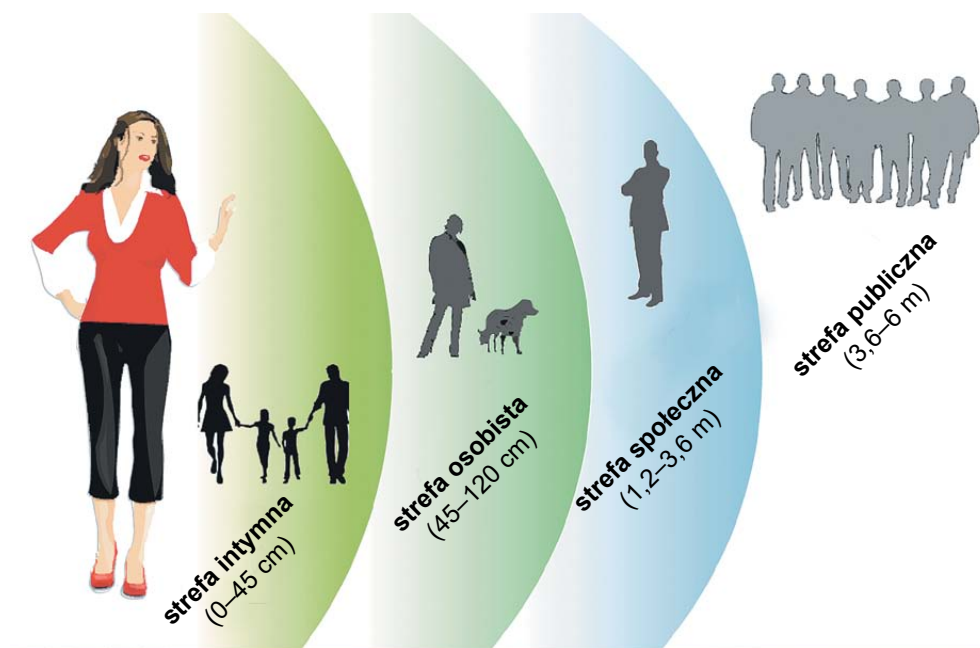 strefa intymna
(0–45 cm)
strefa osobista
(45–120 cm)
strefa społeczna
(1,2–3,6 m)
strefa publiczna
(3,6–6 m)